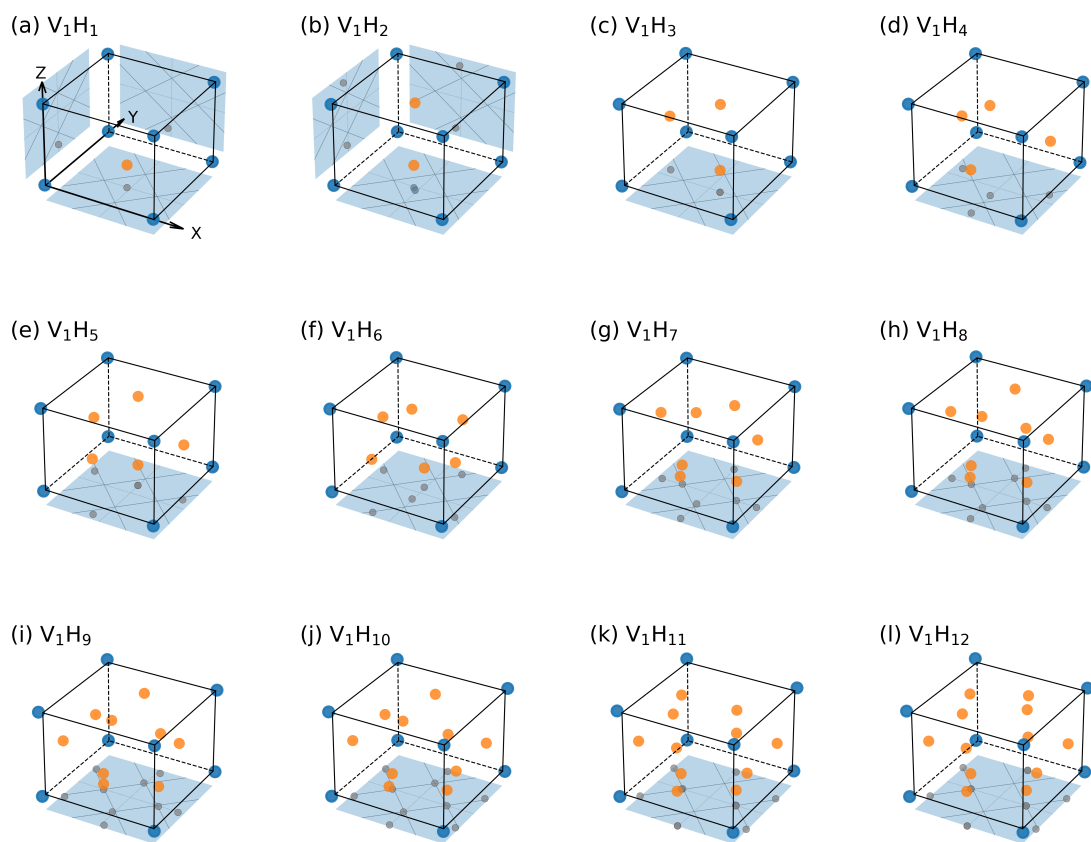 (a) V₁H₁
(b) V₁H₂
(c) V₁H₃
(d) V₁H₄
Z
Y
X
(e) V₁H₅
(f) V₁H₆
(g) V₁H₇
(h) V₁H₈
(i) V₁H₉
(j) V₁H₁₀
(k) V₁H₁₁
(l) V₁H₁₂